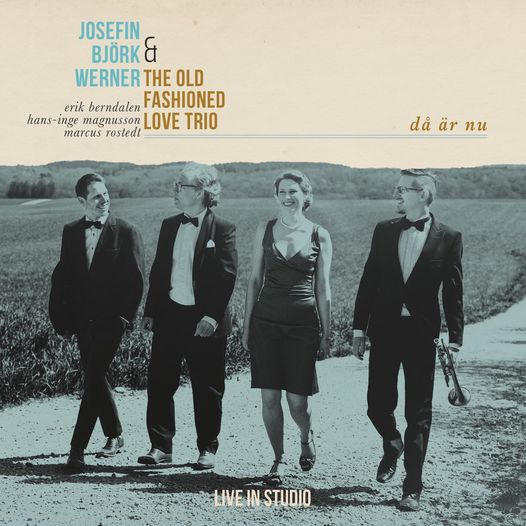 JOSEFIN
BJÖRK
WERNER
&
THE OLD
FASHIONED
LOVE TRIO
erik berndalen
hans-inge magnusson
marcus rostedt
då är nu
LIVE IN STUDIO